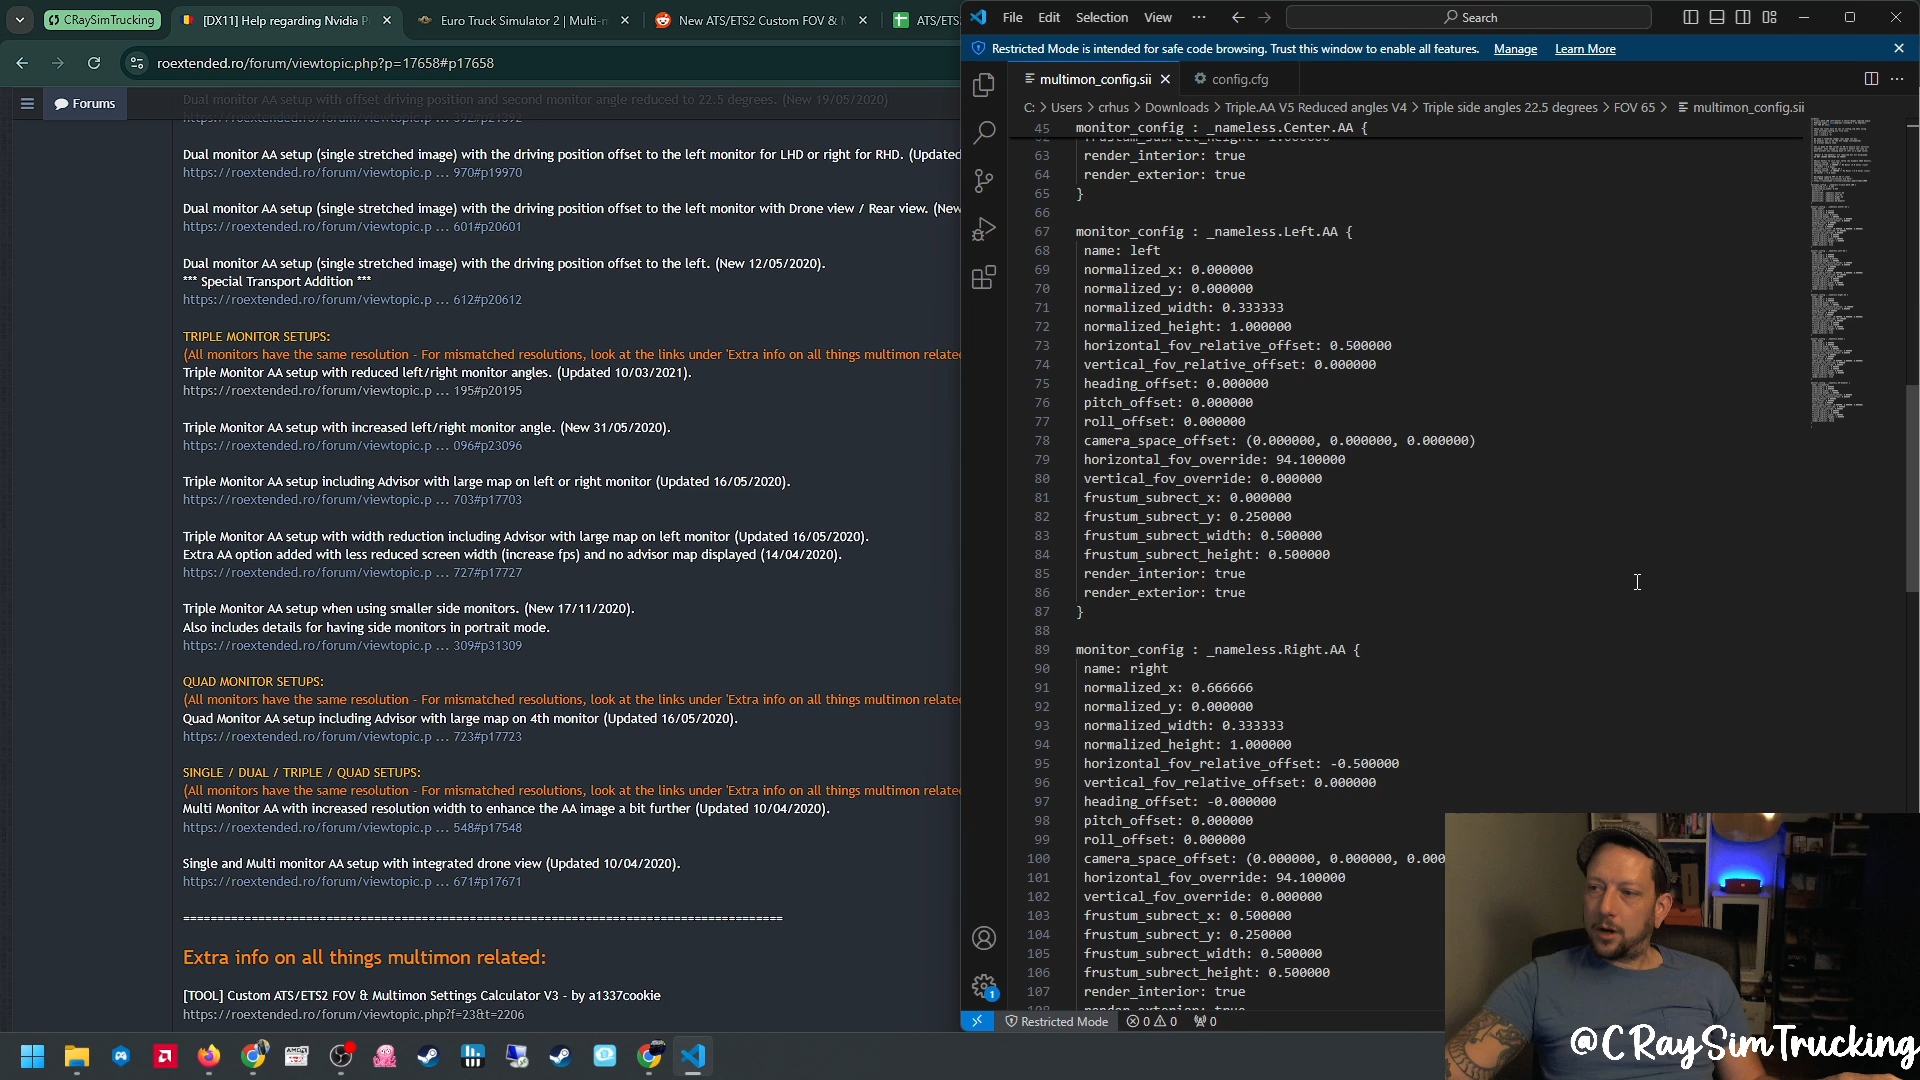 CRaySimTrucking
[DX11] Help regarding Nvidia P
Euro Truck Simulator 2 | Multi-m
New ATS/ETS2 Custom FOV & M
ATS/ETS
roextended.ro/forum/viewtopic.php?p=17658#p17658
Forums
Dual monitor AA setup with offset driving position and second monitor angle reduced to 22.5 degrees. (New 19/05/2020)
https://roextended.ro/forum/viewtopic.p ... 392#p21392
Dual monitor AA setup (single stretched image) with the driving position offset to the left monitor for LHD or right for RHD. (Updated
https://roextended.ro/forum/viewtopic.p ... 970#p19970
Dual monitor AA setup (single stretched image) with the driving position offset to the left monitor with Drone view / Rear view. (New
https://roextended.ro/forum/viewtopic.p ... 601#p20601
Dual monitor AA setup (single stretched image) with the driving position offset to the left. (New 12/05/2020).
*** Special Transport Addition ***
https://roextended.ro/forum/viewtopic.p ... 612#p20612
TRIPLE MONITOR SETUPS:
(All monitors have the same resolution - For mismatched resolutions, look at the links under 'Extra info on all things multimon relate
Triple Monitor AA setup with reduced left/right monitor angles. (Updated 10/03/2021).
https://roextended.ro/forum/viewtopic.p ... 195#p20195
Triple Monitor AA setup with increased left/right monitor angle. (New 31/05/2020).
https://roextended.ro/forum/viewtopic.p ... 096#p23096
Triple Monitor AA setup including Advisor with large map on left or right monitor (Updated 16/05/2020).
https://roextended.ro/forum/viewtopic.p ... 703#p17703
Triple Monitor AA setup with width reduction including Advisor with large map on left monitor (Updated 16/05/2020).
Extra AA option added with less reduced screen width (increase fps) and no advisor map displayed (14/04/2020).
https://roextended.ro/forum/viewtopic.p ... 727#p17727
Triple Monitor AA setup when using smaller side monitors. (New 17/11/2020).
Also includes details for having side monitors in portrait mode.
https://roextended.ro/forum/viewtopic.p ... 309#p31309
QUAD MONITOR SETUPS:
(All monitors have the same resolution - For mismatched resolutions, look at the links under 'Extra info on all things multimon relate
Quad Monitor AA setup including Advisor with large map on 4th monitor (Updated 16/05/2020).
https://roextended.ro/forum/viewtopic.p ... 723#p17723
SINGLE / DUAL / TRIPLE / QUAD SETUPS:
(All monitors have the same resolution - For mismatched resolutions, look at the links under 'Extra info on all things multimon relate
Multi Monitor AA with increased resolution width to enhance the AA image a bit further (Updated 10/04/2020).
https://roextended.ro/forum/viewtopic.p ... 548#p17548
Single and Multi monitor AA setup with integrated drone view (Updated 10/04/2020).
https://roextended.ro/forum/viewtopic.p ... 671#p17671
================================================================================
Extra info on all things multimon related:
[TOOL] Custom ATS/ETS2 FOV & Multimon Settings Calculator V3 - by a1337cookie
https://roextended.ro/forum/viewtopic.php?f=23&t=2206
File Edit Selection View ··· Search
Restricted Mode is intended for safe code browsing. Trust this window to enable all features. Manage Learn More
multimon_config.sii config.cfg
C: > Users > crhus > Downloads > Triple.AA V5 Reduced angles V4 > Triple side angles 22.5 degrees > FOV 65 > multimon_config.sii
45 monitor_config : _nameless.Center.AA {
63 render_interior: true
64 render_exterior: true
65 }
66
67 monitor_config : _nameless.Left.AA {
68 name: left
69 normalized_x: 0.000000
70 normalized_y: 0.000000
71 normalized_width: 0.333333
72 normalized_height: 1.000000
73 horizontal_fov_relative_offset: 0.500000
74 vertical_fov_relative_offset: 0.000000
75 heading_offset: 0.000000
76 pitch_offset: 0.000000
77 roll_offset: 0.000000
78 camera_space_offset: (0.000000, 0.000000, 0.000000)
79 horizontal_fov_override: 94.100000
80 vertical_fov_override: 0.000000
81 frustum_subrect_x: 0.000000
82 frustum_subrect_y: 0.250000
83 frustum_subrect_width: 0.500000
84 frustum_subrect_height: 0.500000
85 render_interior: true
86 render_exterior: true
87 }
88
89 monitor_config : _nameless.Right.AA {
90 name: right
91 normalized_x: 0.666666
92 normalized_y: 0.000000
93 normalized_width: 0.333333
94 normalized_height: 1.000000
95 horizontal_fov_relative_offset: -0.500000
96 vertical_fov_relative_offset: 0.000000
97 heading_offset: -0.000000
98 pitch_offset: 0.000000
99 roll_offset: 0.000000
100 camera_space_offset: (0.000000, 0.000000, 0.000
101 horizontal_fov_override: 94.100000
102 vertical_fov_override: 0.000000
103 frustum_subrect_x: 0.500000
104 frustum_subrect_y: 0.250000
105 frustum_subrect_width: 0.500000
106 frustum_subrect_height: 0.500000
107 render_interior: true
1
Restricted Mode 0 0 0
@CRaySimTrucking